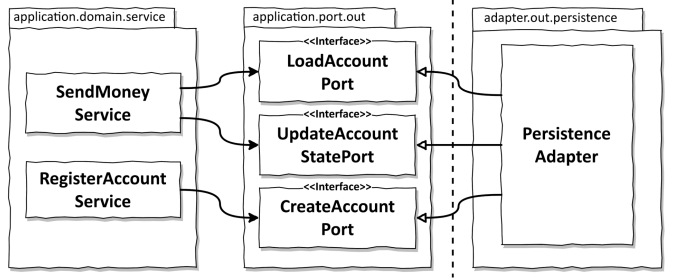 application.domain.service
SendMoney
Service
RegisterAccount
Service
application.port.out
<<Interface>>
LoadAccount
Port
<<Interface>>
UpdateAccount
StatePort
<<Interface>>
CreateAccount
Port
adapter.out.persistence
Persistence
Adapter